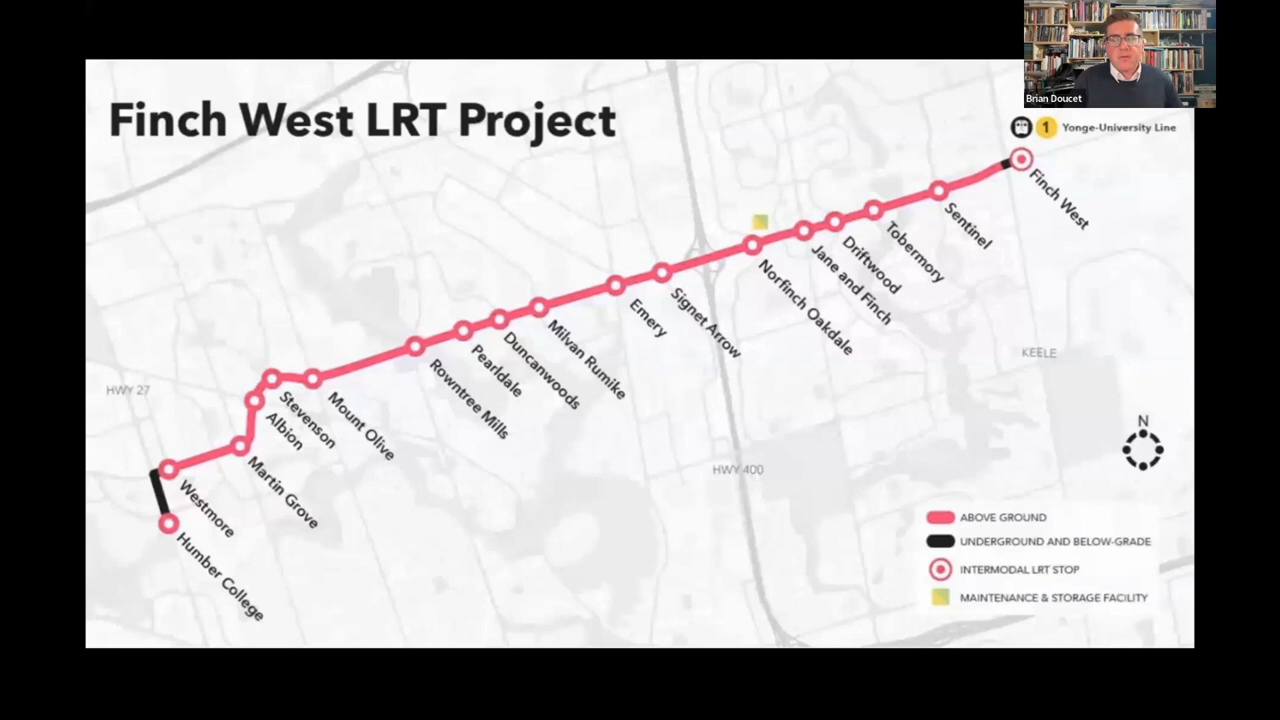 Brian Doucet
Finch West LRT Project
1 Yonge-University Line
Finch West
Sentinel
Tobermory
Driftwood
Jane and Finch
Norfinch Oakdale
Signet Arrow
Emery
Milvan Rumike
Duncanwoods
Pearldale
Rowntree Mills
Mount Olive
Stevenson
Albion
Martin Grove
Westmore
Humber College
HWY 27
KEELE
HWY 400
N
ABOVE GROUND
UNDERGROUND AND BELOW-GRADE
INTERMODAL LRT STOP
MAINTENANCE & STORAGE FACILITY